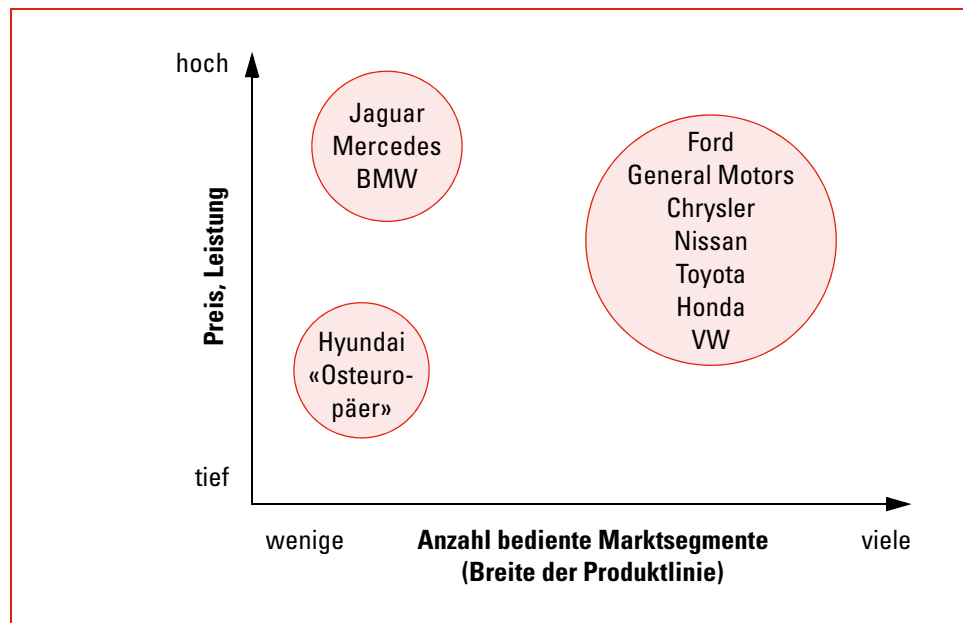 hoch
Jaguar
Mercedes
BMW
Ford
General Motors
Chrysler
Nissan
Toyota
Honda
VW
Preis, Leistung
Hyundai
«Osteuro-
päer»
tief
wenige
Anzahl bediente Marktsegmente
(Breite der Produktlinie)
viele